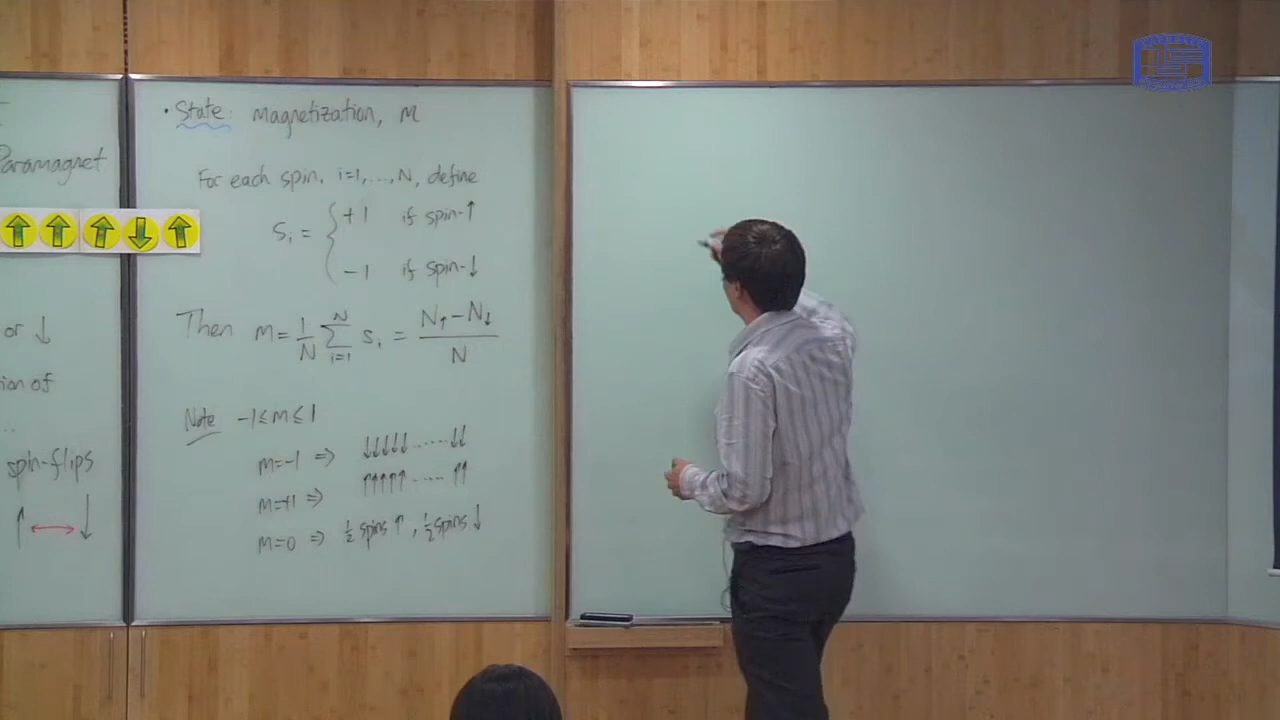 Paramagnet
or ↓
ion of
..
spin-flips
↑ ↔ ↓
• State: Magnetization, m
For each spin, i=1,...,N, define
s_i = { +1 if spin-↑
−1 if spin-↓
Then m = 1/N ∑_{i=1}^{N} s_i = (N↑ − N↓)/N
Note −1 ≤ m ≤ 1
m=−1 ⇒ ↓↓↓↓↓......↓↓
m=+1 ⇒ ↑↑↑↑↑......↑↑
m=0 ⇒ ½ spins ↑, ½ spins ↓